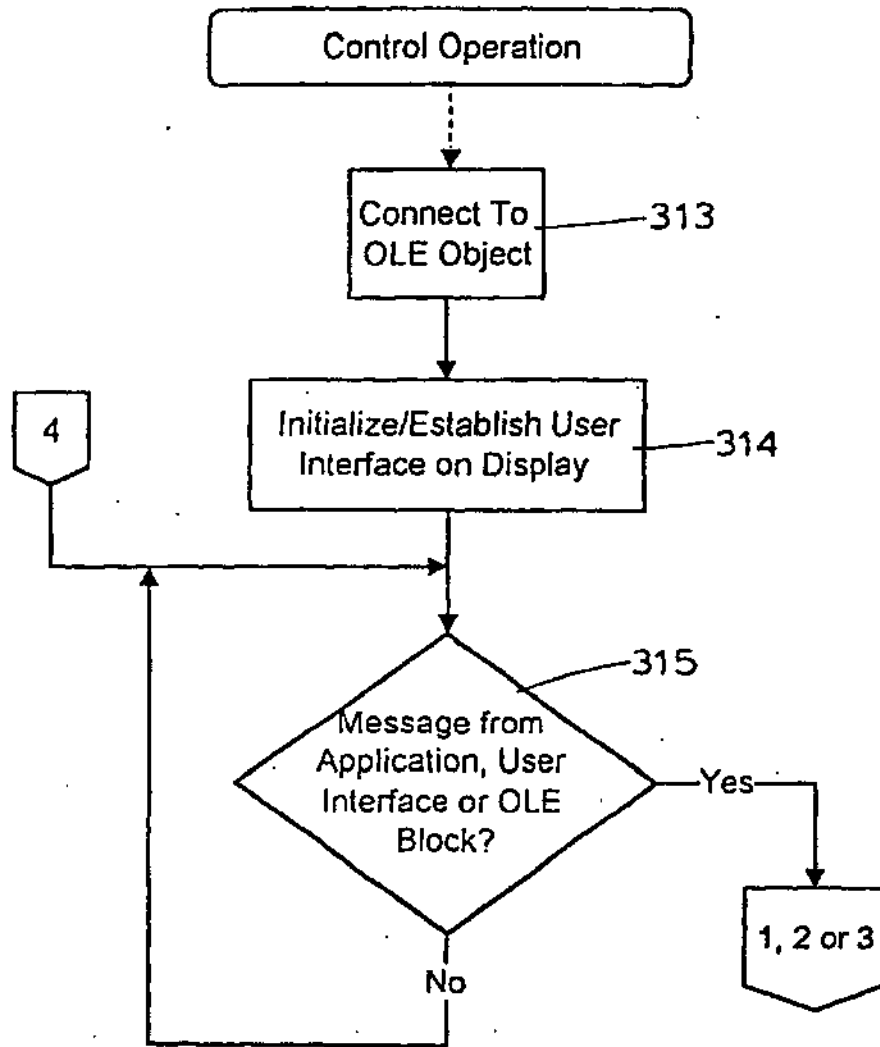 Control Operation
Connect To
OLE Object
313
Initialize/Establish User
Interface on Display
314
4
315
Message from
Application, User
Interface or OLE
Block?
Yes
1, 2 or 3
No